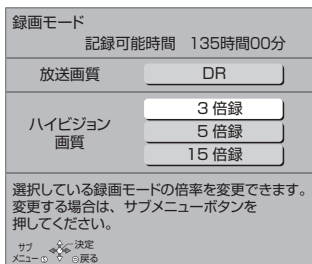 録画モード
記録可能時間 135時間00分
放送画質 DR
ハイビジョン
画質
3倍録
5倍録
15倍録
選択している録画モードの倍率を変更できます。
変更する場合は、サブメニューボタンを
押してください。
サブ 決定
メニュー S 戻る